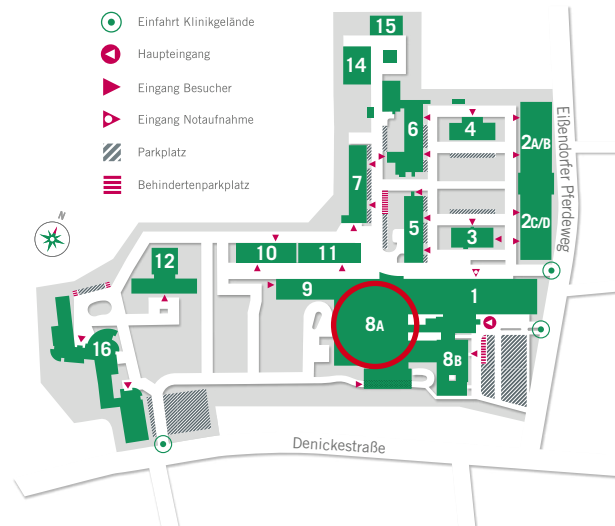 Einfahrt Klinikgelände
Haupteingang
Eingang Besucher
Eingang Notaufnahme
Parkplatz
Behindertenparkplatz
N
15
14
6
4
2A/B
7
5
3
2C/D
Eißendorfer Pferdeweg
12
10
11
9
1
16
8A
8B
Denickestraße